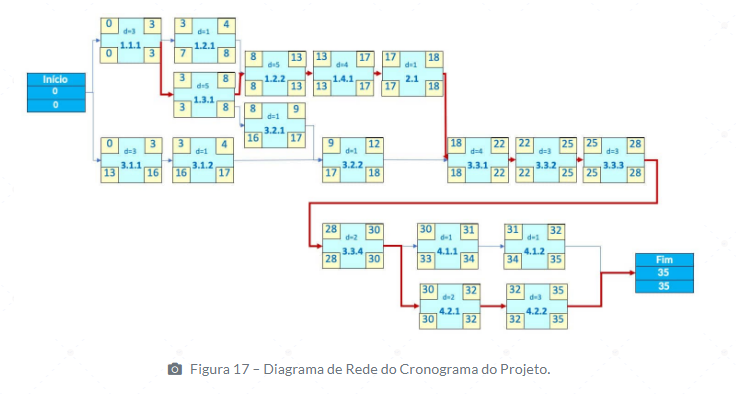 Início
0
0
0 3
d=3
1.1.1
0 3
3 4
d=1
1.2.1
7 8
3 8
d=5
1.3.1
3 8
8 13
d=5
1.2.2
8 13
13 17
d=4
1.4.1
13 17
17 18
d=1
2.1
17 18
8 9
d=1
3.2.1
16 17
0 3
d=3
3.1.1
13 16
3 4
d=1
3.1.2
16 17
9 12
d=1
3.2.2
17 18
18 22
d=4
3.3.1
18 22
22 25
d=3
3.3.2
22 25
25 28
d=3
3.3.3
25 28
28 30
d=2
3.3.4
28 30
30 31
d=1
4.1.1
33 34
31 32
d=1
4.1.2
34 35
30 32
d=2
4.2.1
30 32
32 35
d=3
4.2.2
32 35
Fim
35
35
Figura 17 – Diagrama de Rede do Cronograma do Projeto.